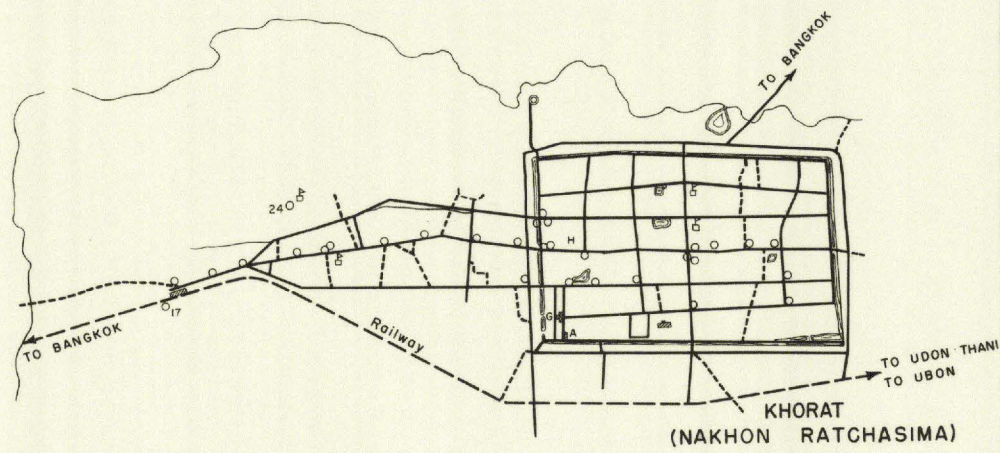 TO BANGKOK
24
H
17
G
A
TO BANGKOK
Railway
TO UDON THANI
TO UBON
KHORAT
(NAKHON RATCHASIMA)